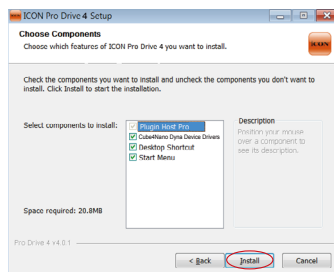 ICON Pro Drive 4 Setup
Choose Components
Choose which features of ICON Pro Drive 4 you want to install.
ICON
Check the components you want to install and uncheck the components you don't want to
install. Click Install to start the installation.
Select components to install:
Plugin Host Pro
Cube4Nano Dyna Device Drivers
Desktop Shortcut
Start Menu
Description
Position your mouse
over a component to
see its description.
Space required: 20.8MB
Pro Drive 4 v4.0.1
< Back
Install
Cancel